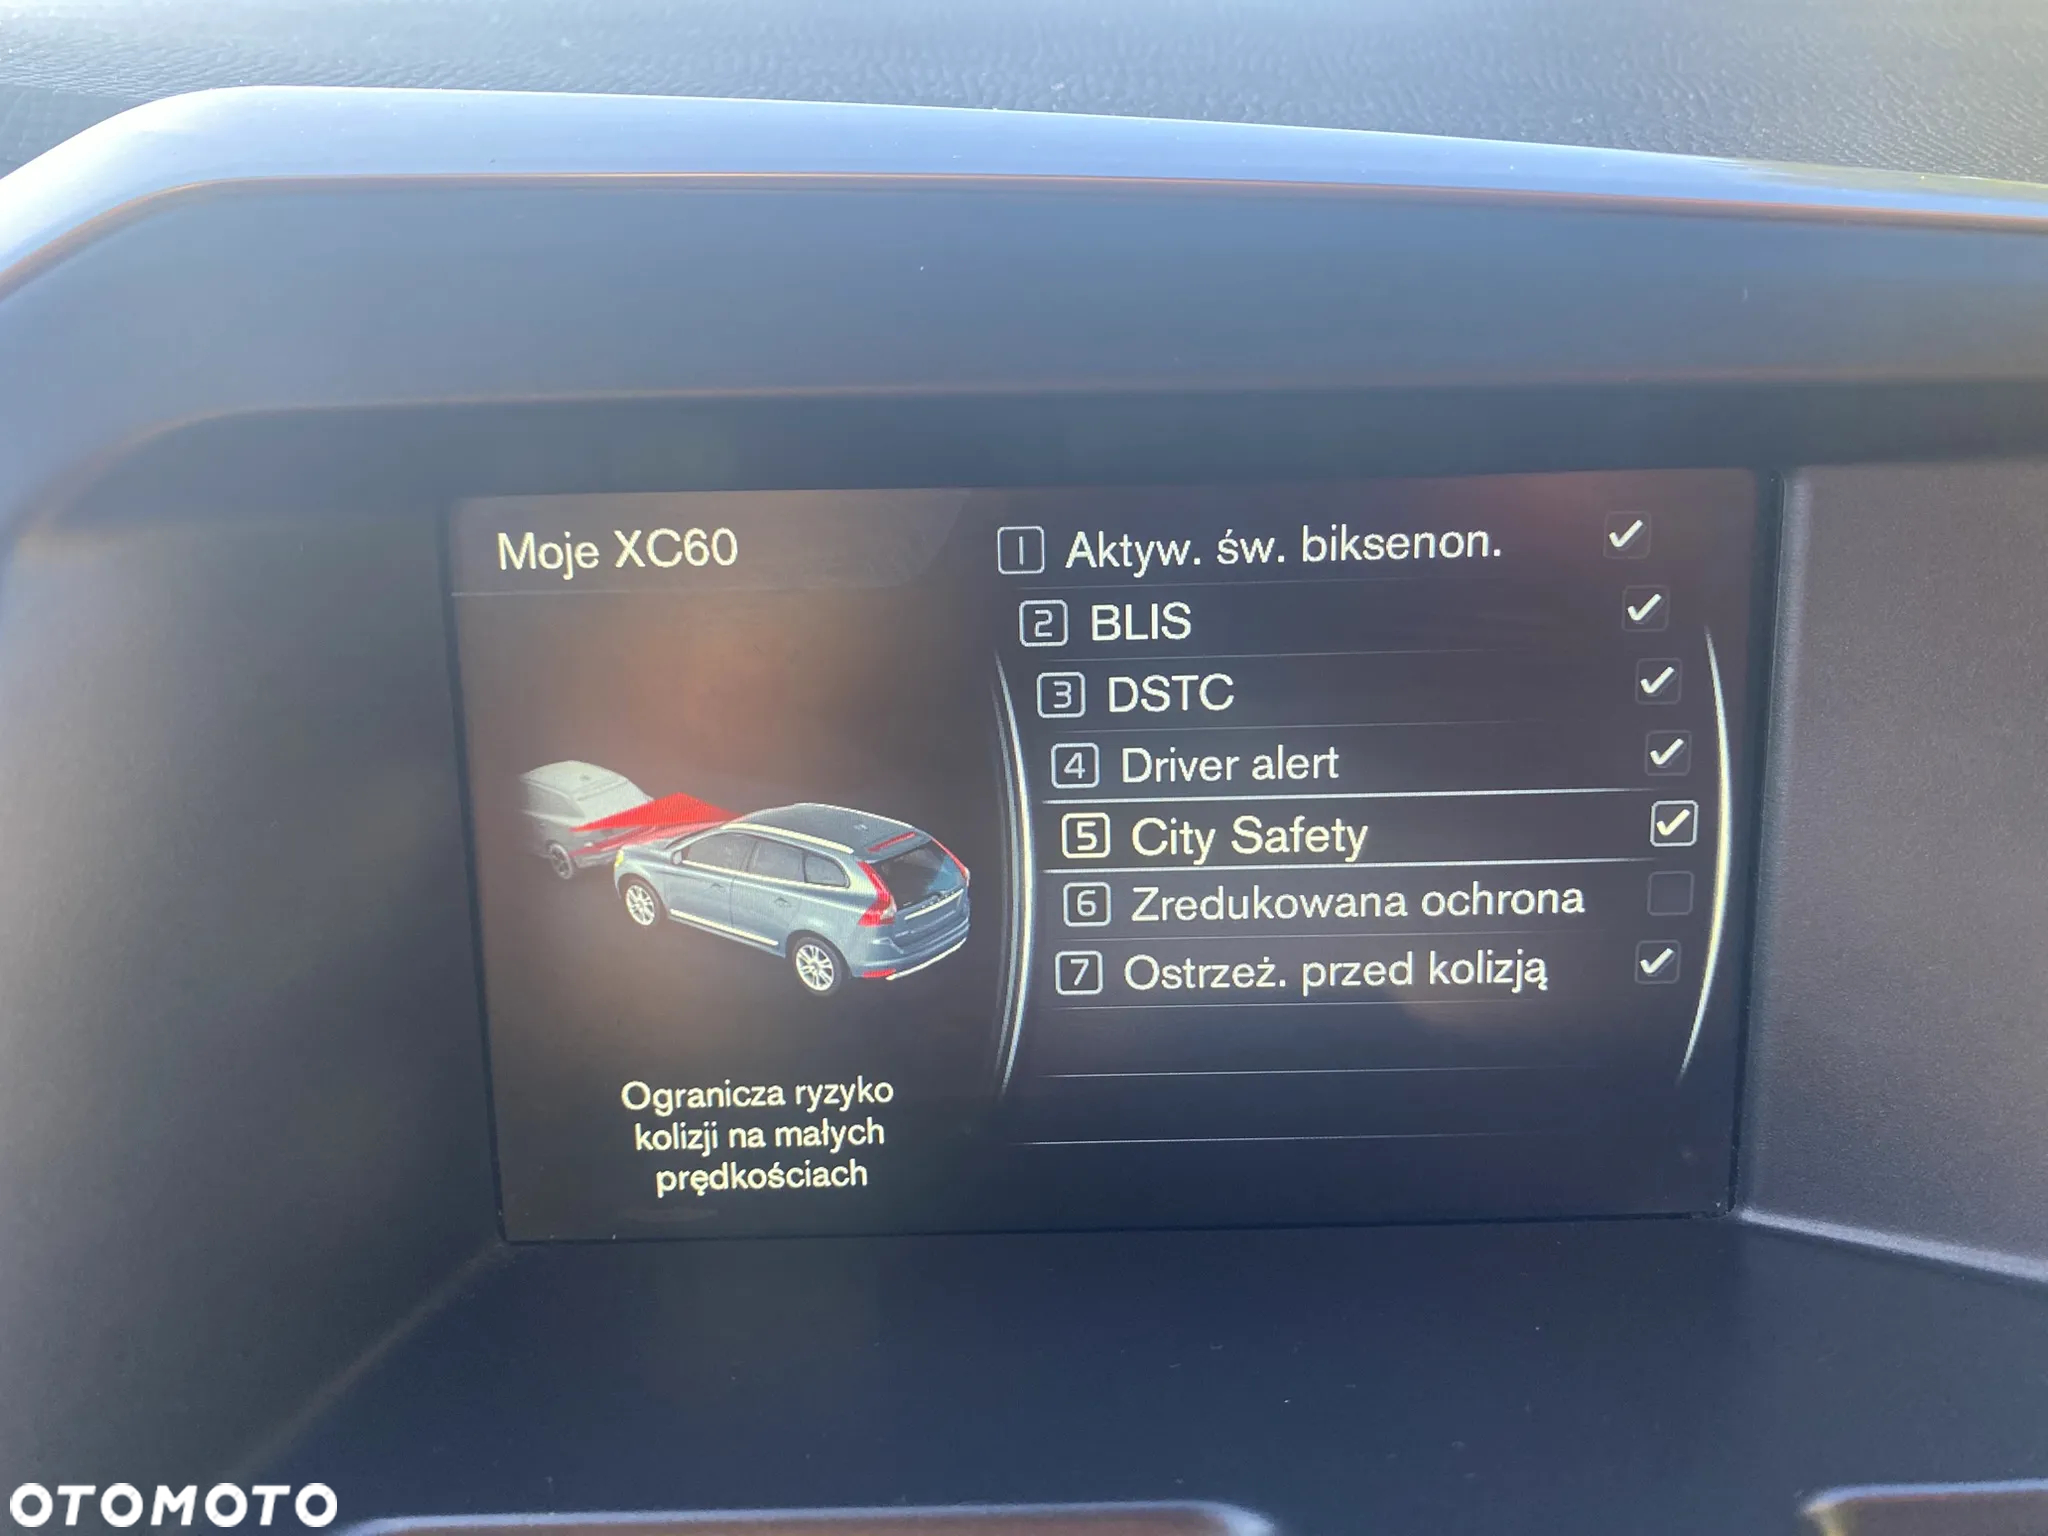 Moje XC60
1 Aktyw. św. biksenon.
2 BLIS
3 DSTC
4 Driver alert
5 City Safety
6 Zredukowana ochrona
7 Ostrzeż. przed kolizją
Ogranicza ryzyko
kolizji na małych
prędkościach
OTOMOTO